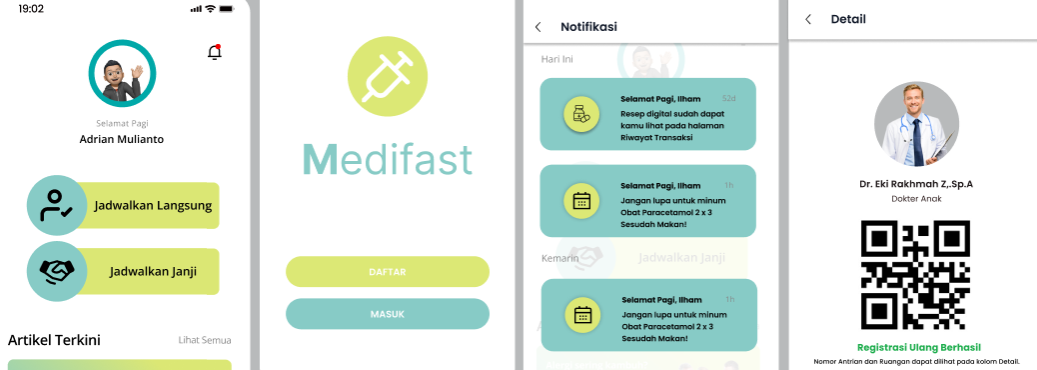 19:02
Selamat Pagi
Adrian Mulianto
Jadwalkan Langsung
Jadwalkan Janji
Artikel Terkini
Lihat Semua
Medifast
DAFTAR
MASUK
Notifikasi
Hari Ini
Selamat Pagi, Ilham 52d
Resep digital sudah dapat
kamu lihat pada halaman
Riwayat Transaksi
Selamat Pagi, Ilham 1h
Jangan lupa untuk minum
Obat Paracetamol 2 x 3
Sesudah Makan!
Kemarin
Jadwalkan Janji
Selamat Pagi, Ilham 1h
Jangan lupa untuk minum
Obat Paracetamol 2 x 3
Sesudah Makan!
Detail
Dr. Eki Rakhmah Z,.Sp.A
Dokter Anak
Registrasi Ulang Berhasil
Nomor Antrian dan Ruangan dapat dilihat pada kolom Detail.